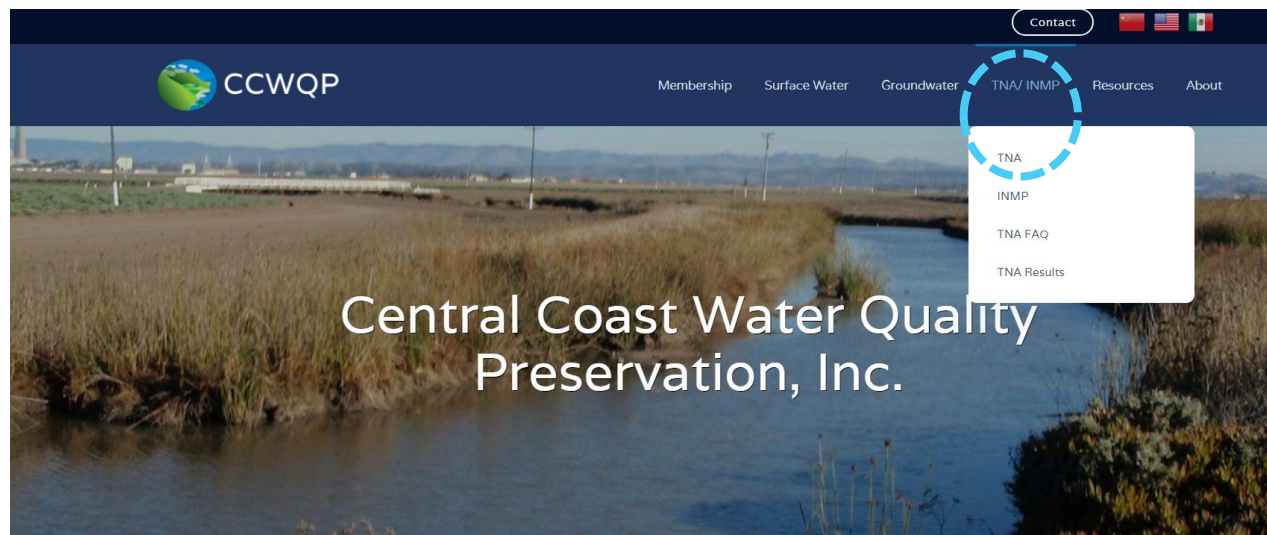 Contact
CCWQP
Membership Surface Water Groundwater TNA/ INMP Resources About
TNA
INMP
TNA FAQ
TNA Results
Central Coast Water Quality
Preservation, Inc.